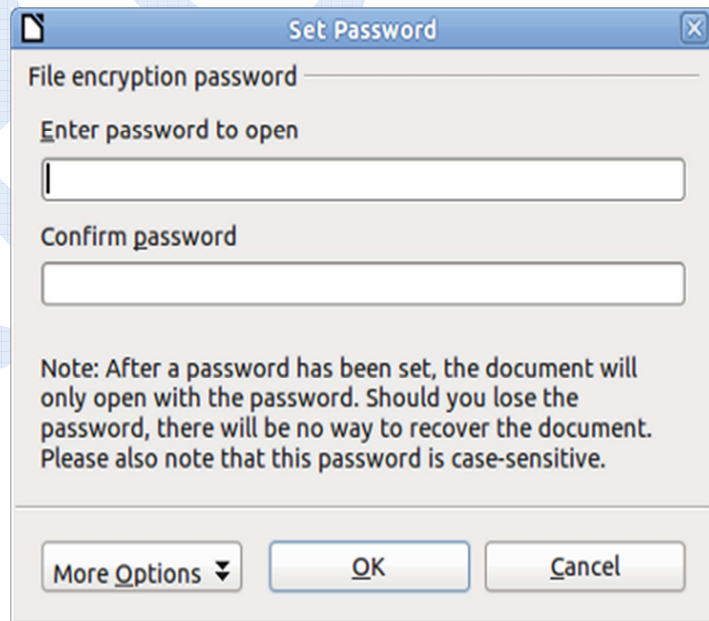 Set Password
File encryption password
Enter password to open
Confirm password
Note: After a password has been set, the document will
only open with the password. Should you lose the
password, there will be no way to recover the document.
Please also note that this password is case-sensitive.
More Options OK Cancel